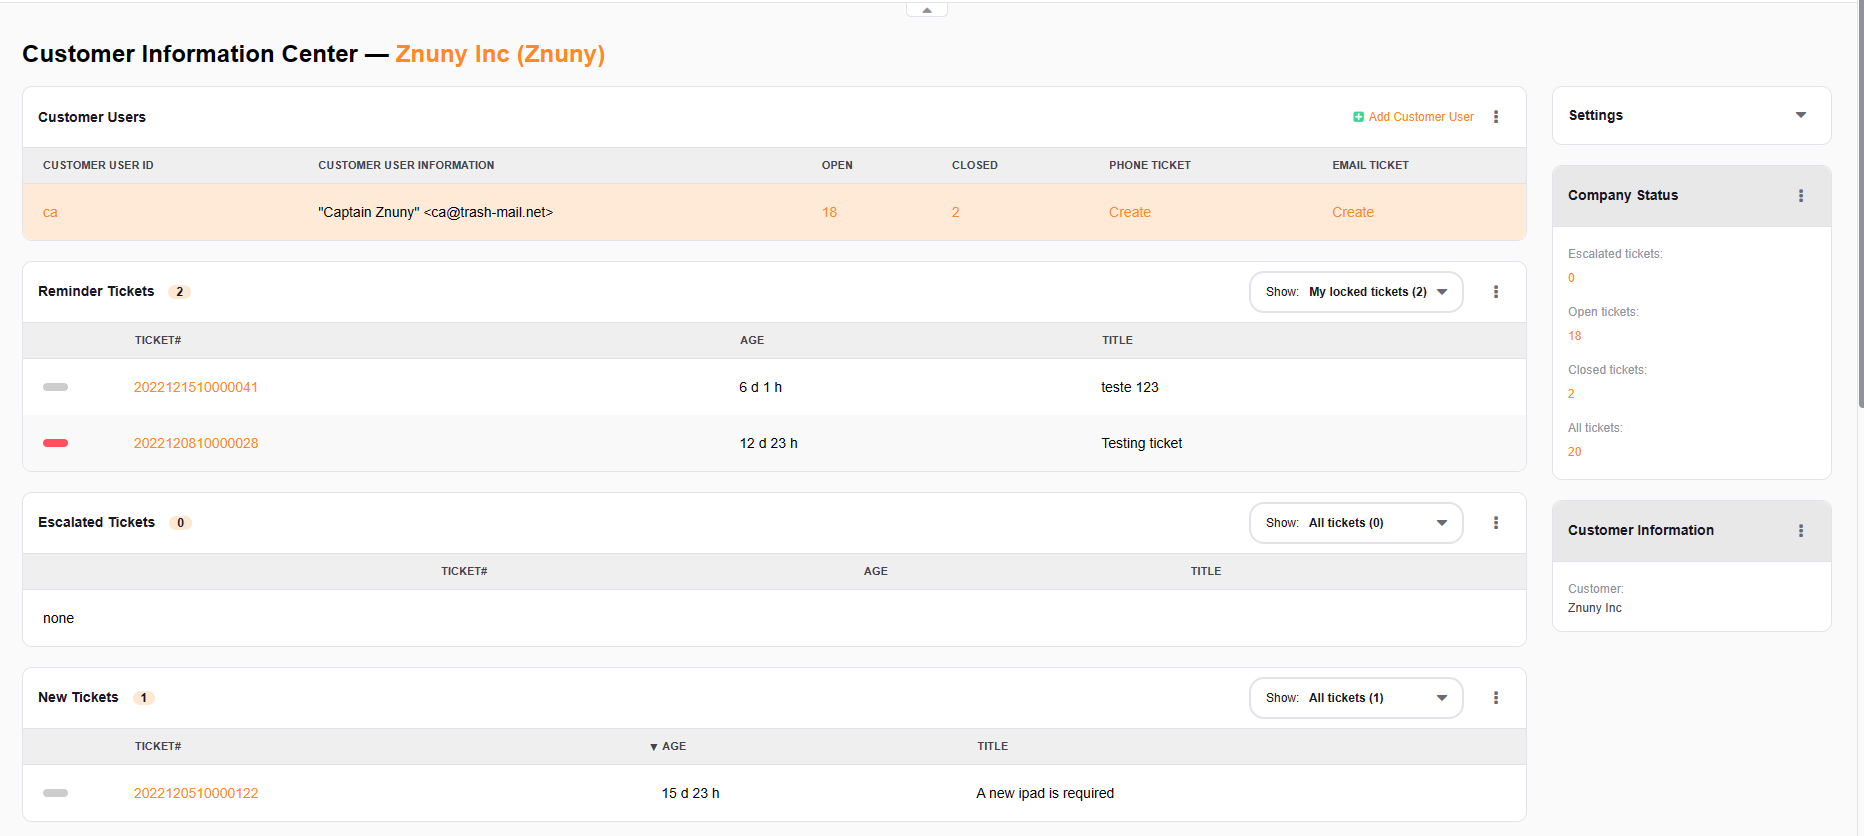 Customer Information Center — Znuny Inc (Znuny)
Customer Users
Add Customer User
CUSTOMER USER ID CUSTOMER USER INFORMATION OPEN CLOSED PHONE TICKET EMAIL TICKET
ca "Captain Znuny" <ca@trash-mail.net> 18 2 Create Create
Reminder Tickets 2
Show: My locked tickets (2)
TICKET# AGE TITLE
2022121510000041 6 d 1 h teste 123
2022120810000028 12 d 23 h Testing ticket
Escalated Tickets 0
Show: All tickets (0)
TICKET# AGE TITLE
none
New Tickets 1
Show: All tickets (1)
TICKET# ▼ AGE TITLE
2022120510000122 15 d 23 h A new ipad is required
Settings
Company Status
Escalated tickets:
0
Open tickets:
18
Closed tickets:
2
All tickets:
20
Customer Information
Customer:
Znuny Inc